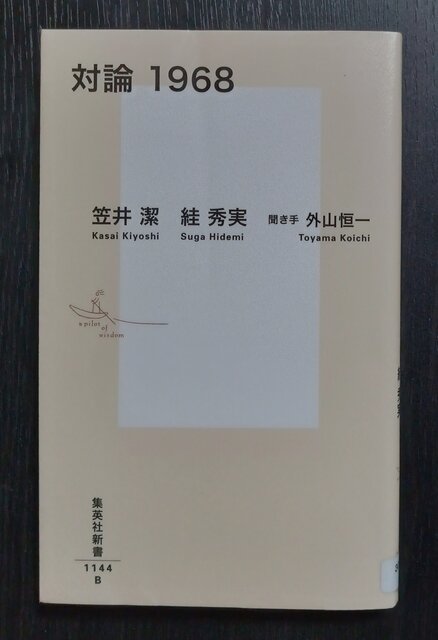 対論 1968
笠井 潔 絓 秀実 聞き手 外山恒一
Kasai Kiyoshi Suga Hidemi Toyama Koichi
a pilot
of
wisdom
集英社新書
1144
B